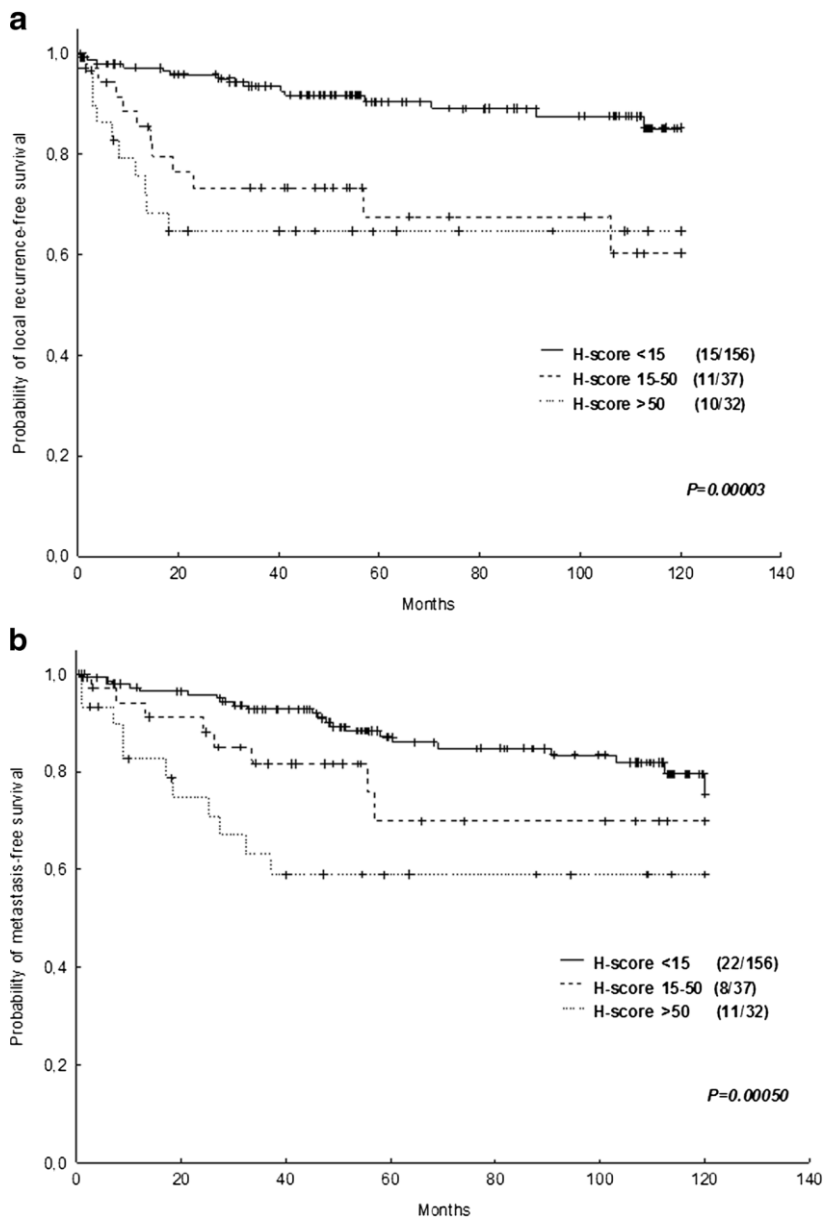 a
Probability of local recurrence-free survival
1,0
0,8
0,6
0,4
0,2
0,0
0 20 40 60 80 100 120 140
Months
H-score <15 (15/156)
H-score 15-50 (11/37)
H-score >50 (10/32)
P=0.00003
b
Probability of metastasis-free survival
1,0
0,8
0,6
0,4
0,2
0,0
0 20 40 60 80 100 120 140
Months
H-score <15 (22/156)
H-score 15-50 (8/37)
H-score >50 (11/32)
P=0.00050